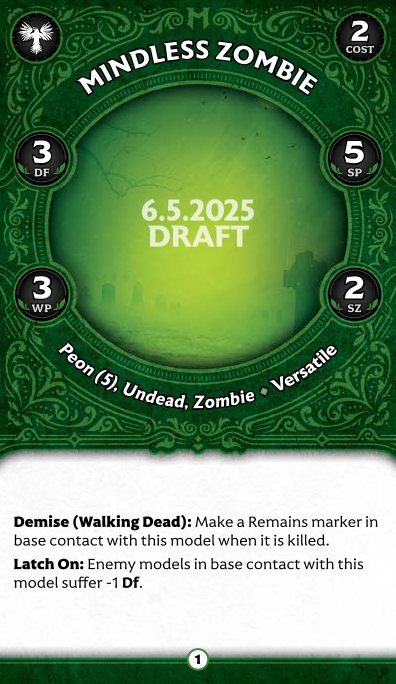 2
COST
MINDLESS ZOMBIE
3
DF
5
SP
6.5.2025
DRAFT
3
WP
2
SZ
Peon (5), Undead, Zombie ♦ Versatile
Demise (Walking Dead): Make a Remains marker in
base contact with this model when it is killed.
Latch On: Enemy models in base contact with this
model suffer -1 Df.
1